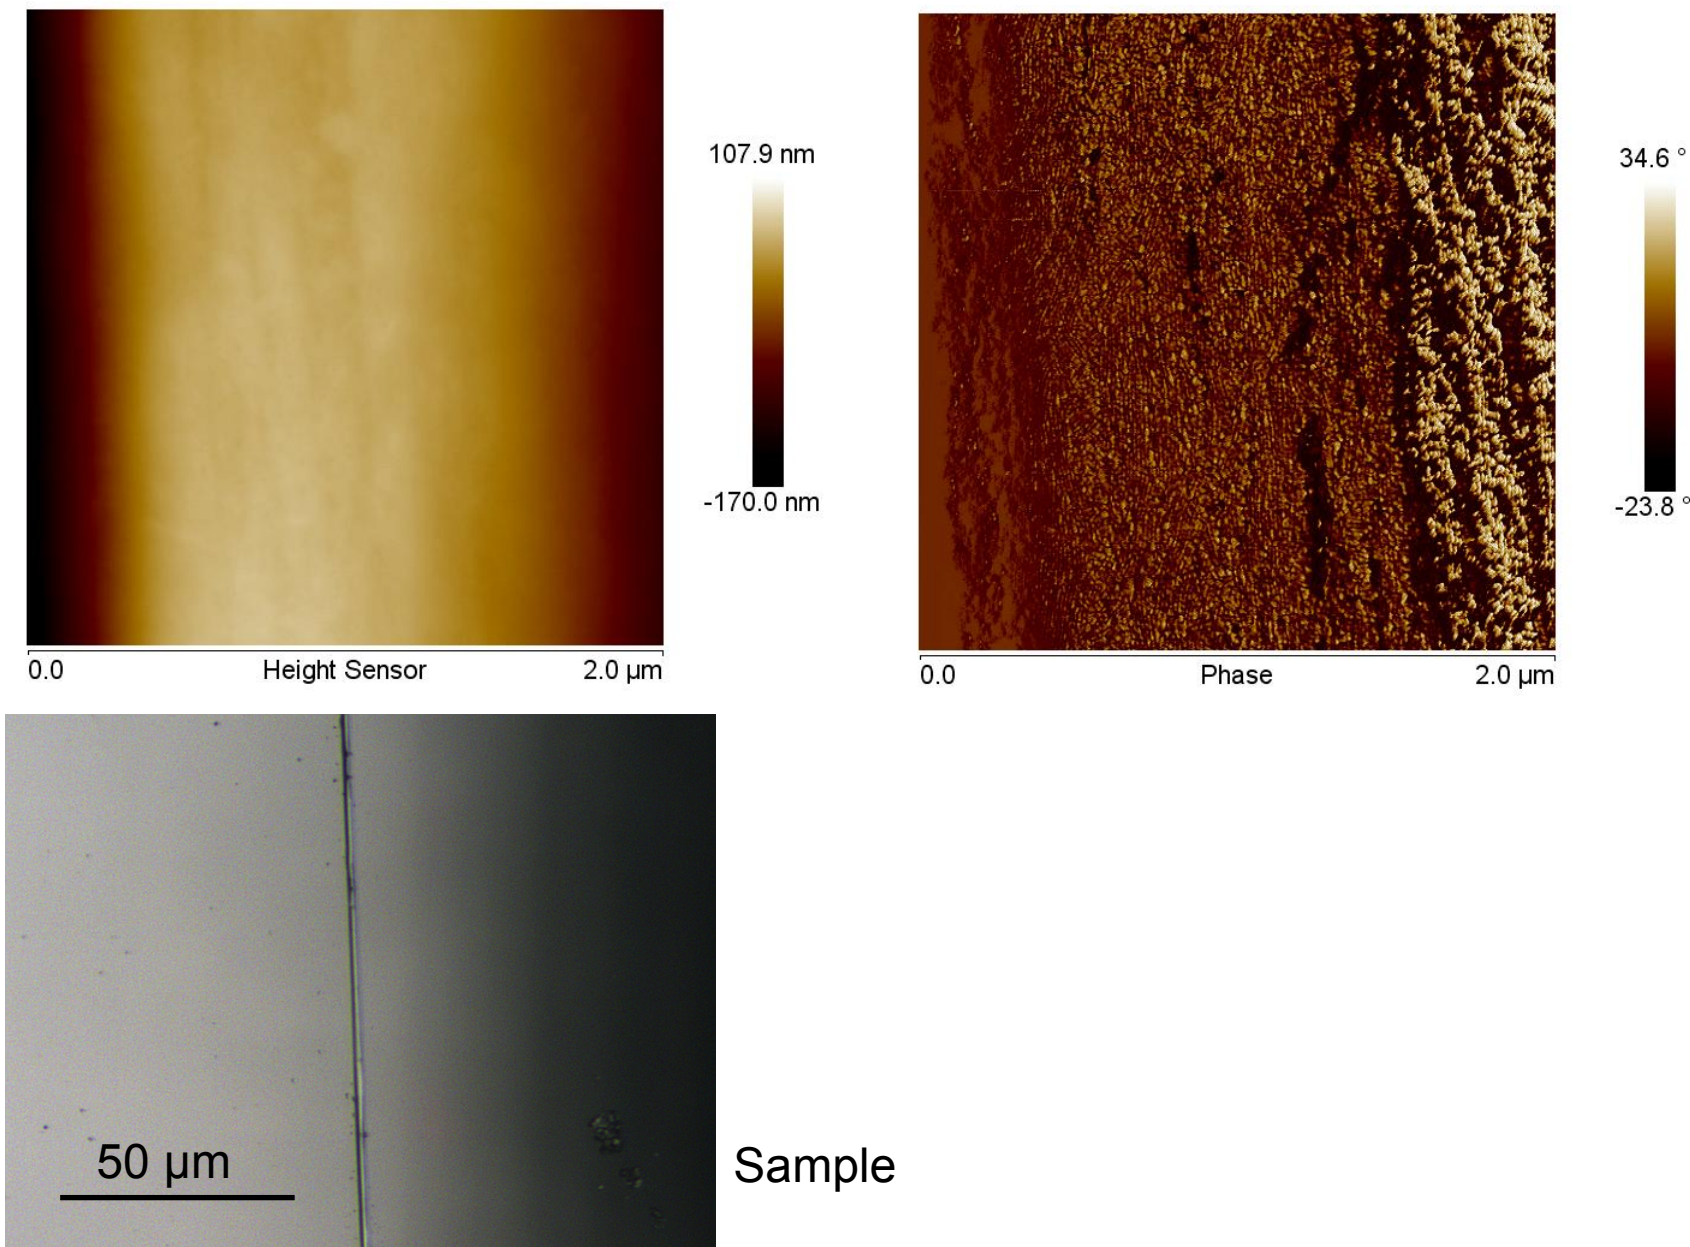 107.9 nm
-170.0 nm
0.0 Height Sensor 2.0 µm
34.6 °
-23.8 °
0.0 Phase 2.0 µm
50 µm
Sample